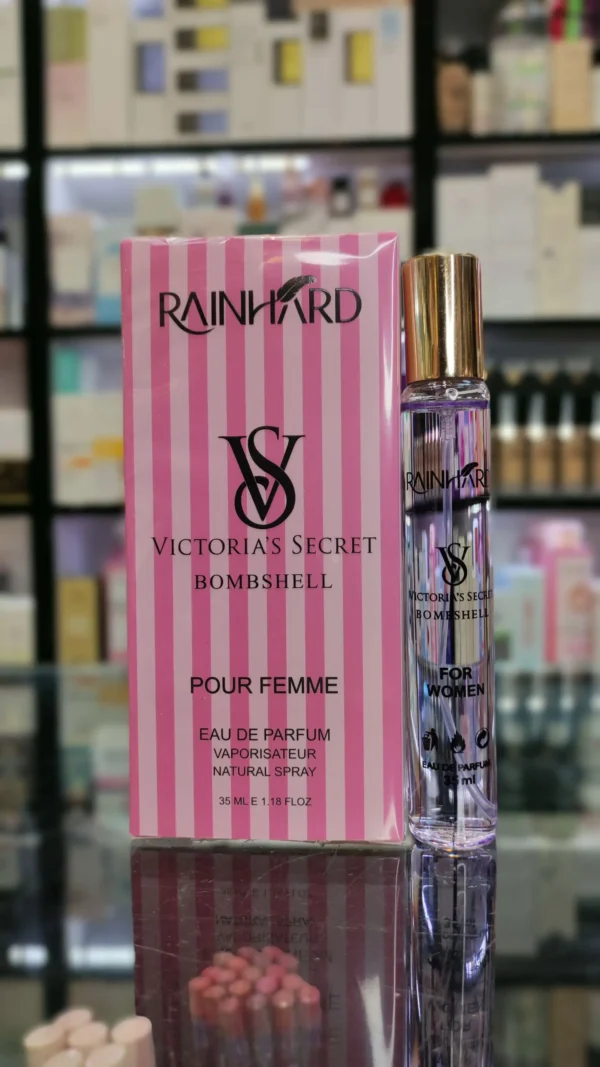 RAINHARD
VS
VICTORIA'S SECRET
BOMBSHELL
POUR FEMME
EAU DE PARFUM
VAPORISATEUR
NATURAL SPRAY
35 ML E 1.18 FLOZ
RAINHARD
VS
VICTORIA'S SECRET
BOMBSHELL
FOR
WOMEN
EAU DE PARFUM
35 ml